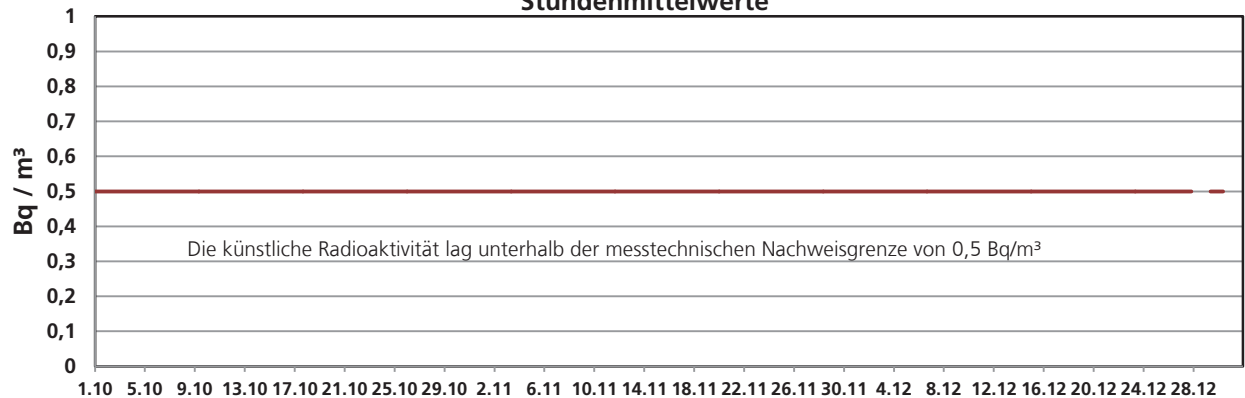 Stundenmittelwerte
1
0,9
0,8
0,7
0,6
0,5
0,4
0,3
0,2
0,1
0
Bq / m³
Die künstliche Radioaktivität lag unterhalb der messtechnischen Nachweisgrenze von 0,5 Bq/m³
1.10 5.10 9.10 13.10 17.10 21.10 25.10 29.10 2.11 6.11 10.11 14.11 18.11 22.11 26.11 30.11 4.12 8.12 12.12 16.12 20.12 24.12 28.12